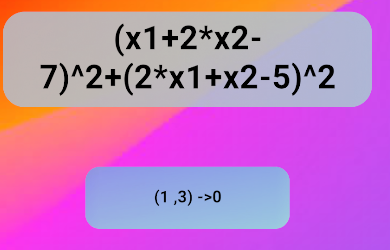 (x1+2*x2-
7)^2+(2*x1+x2-5)^2
(1 ,3) ->0